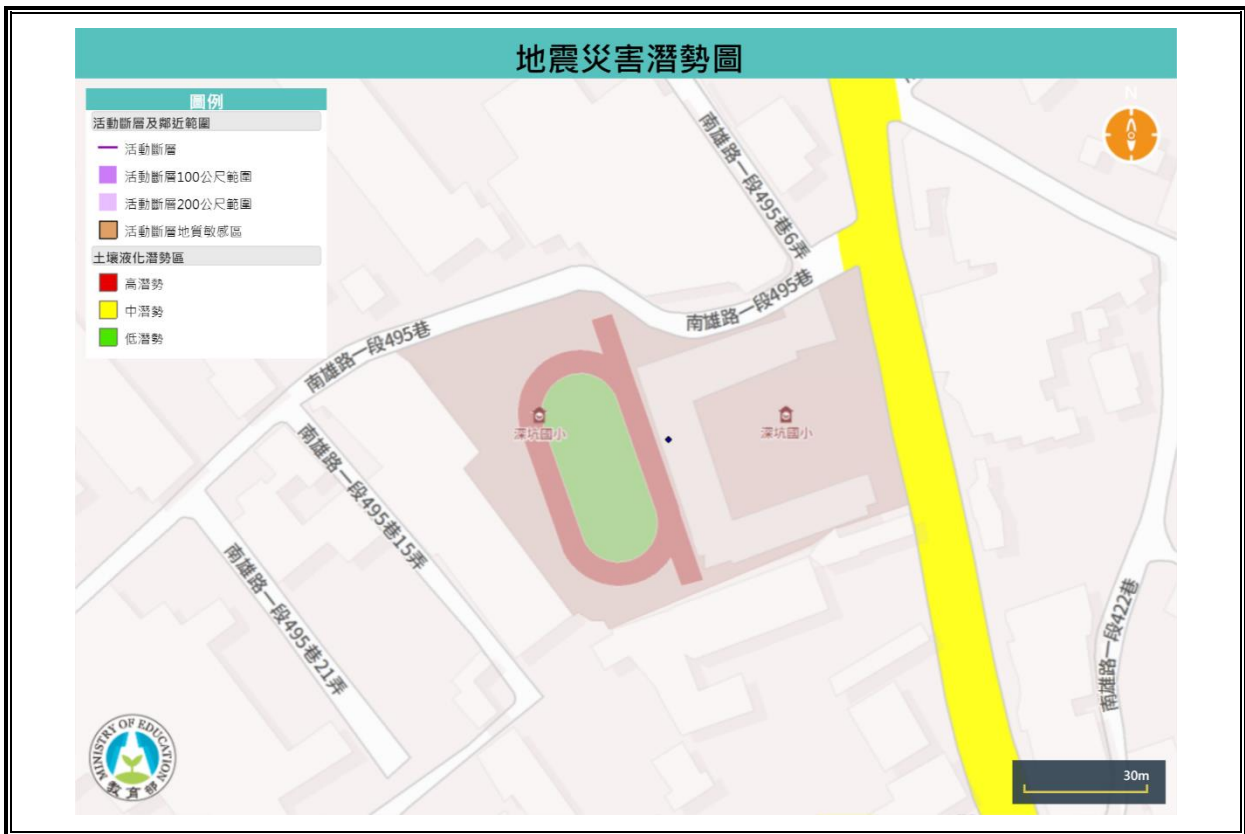 地震災害潛勢圖
圖例
活動斷層及鄰近範圍
活動斷層
活動斷層100公尺範圍
活動斷層200公尺範圍
活動斷層地質敏感區
土壤液化潛勢區
高潛勢
中潛勢
低潛勢
N
南雄路一段495巷6弄
南雄路一段495巷
南雄路一段495巷
深坑國小
深坑國小
南雄路一段495巷15弄
南雄路一段495巷21弄
南雄路一段422巷
MINISTRY OF EDUCATION
教育部
30m